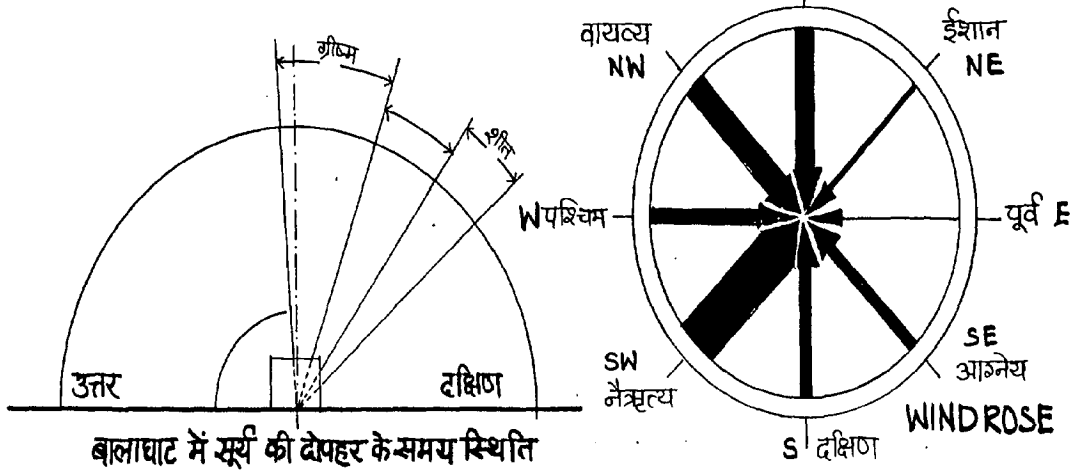 ग्रीष्म
शीत
उत्तर
दक्षिण
बालाघाट में सूर्य की दोपहर के समय स्थिति
वायव्य
NW
ईशान
NE
W पश्चिम
पूर्व E
SW
नैऋत्य
SE
आग्नेय
S दक्षिण
WINDROSE